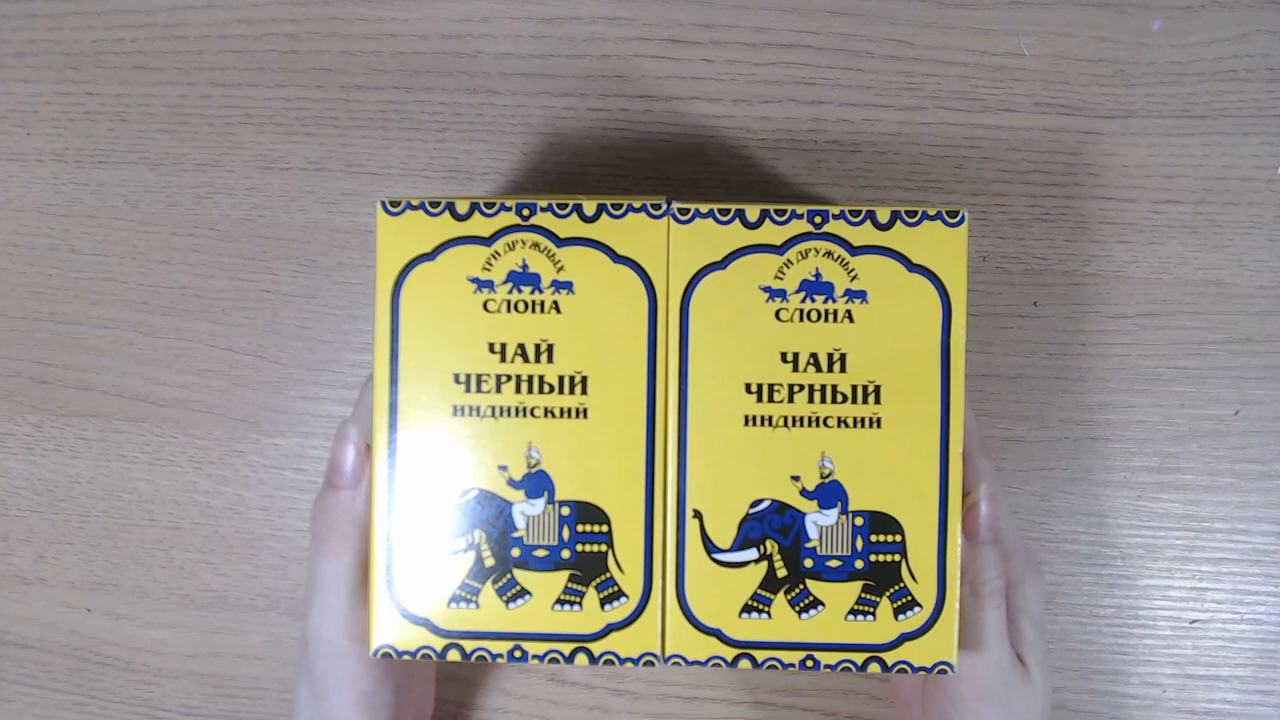 ТРИ ДРУЖНЫХ
СЛОНА
ЧАЙ
ЧЕРНЫЙ
ИНДИЙСКИЙ
ТРИ ДРУЖНЫХ
СЛОНА
ЧАЙ
ЧЕРНЫЙ
ИНДИЙСКИЙ